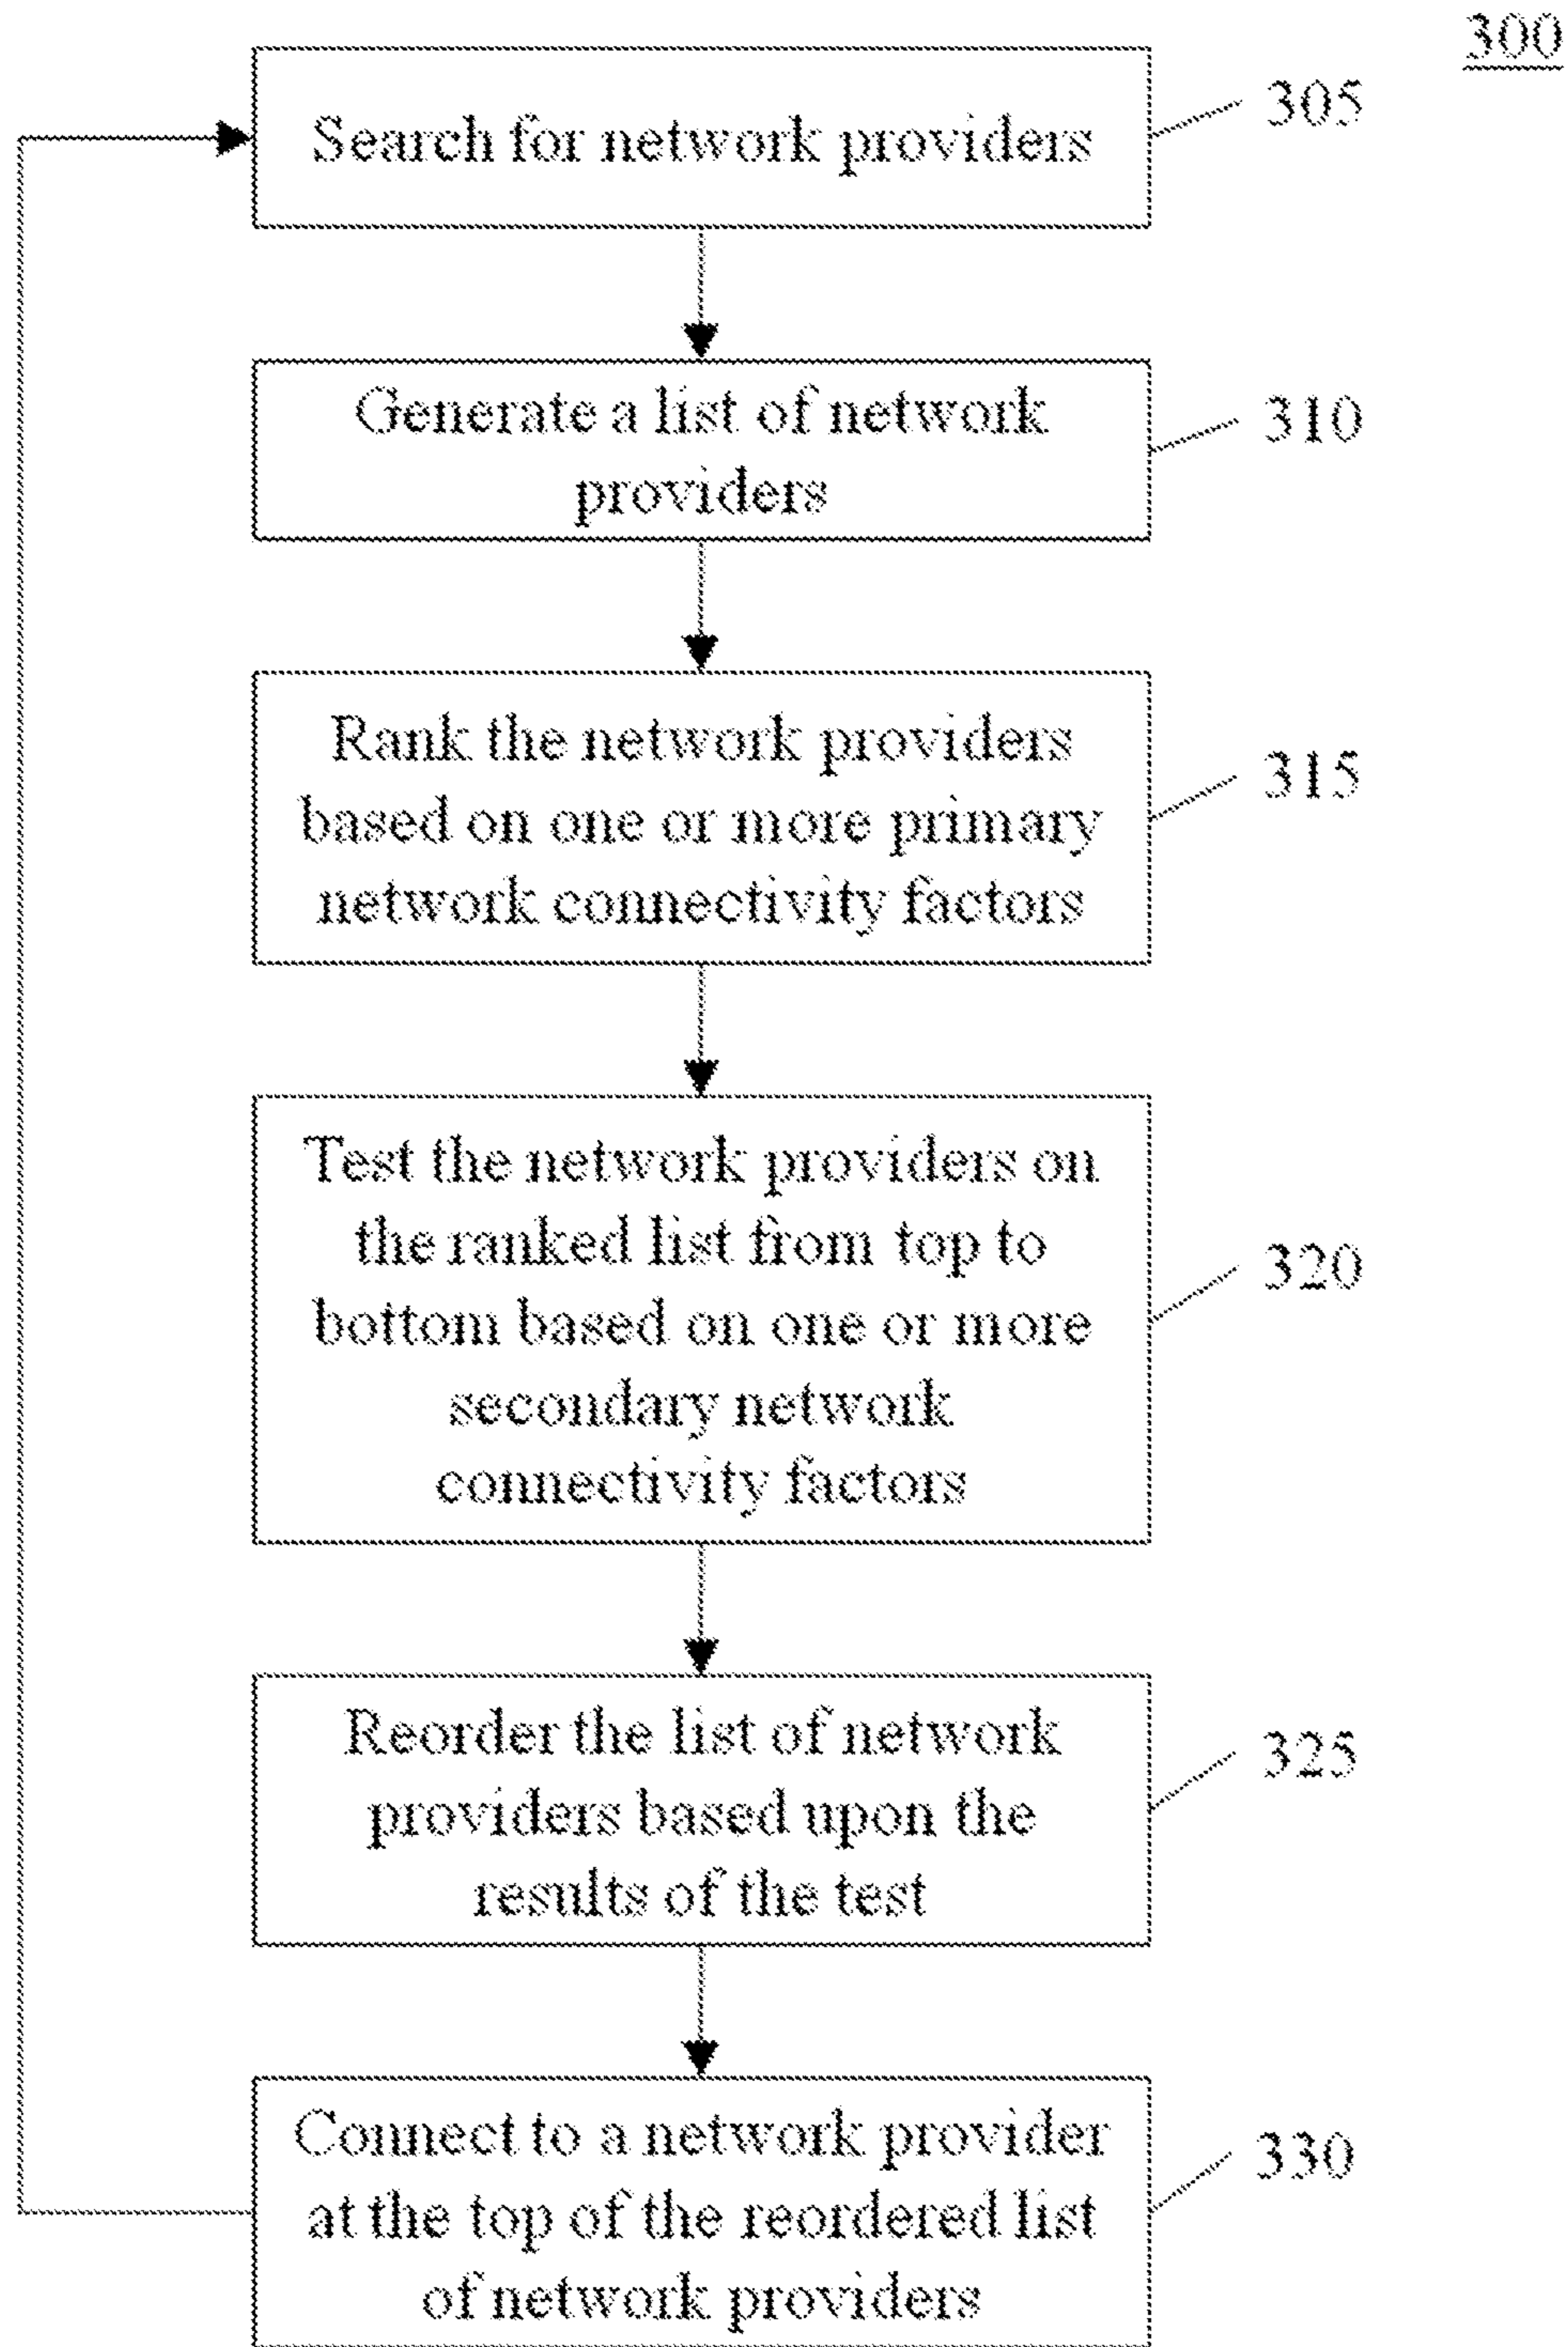 300
Search for network providers
305
Generate a list of network
providers
310
Rank the network providers
based on one or more primary
network connectivity factors
315
Test the network providers on
the ranked list from top to
bottom based on one or more
secondary network
connectivity factors
320
Reorder the list of network
providers based upon the
results of the test
325
Connect to a network provider
at the top of the reordered list
of network providers
330